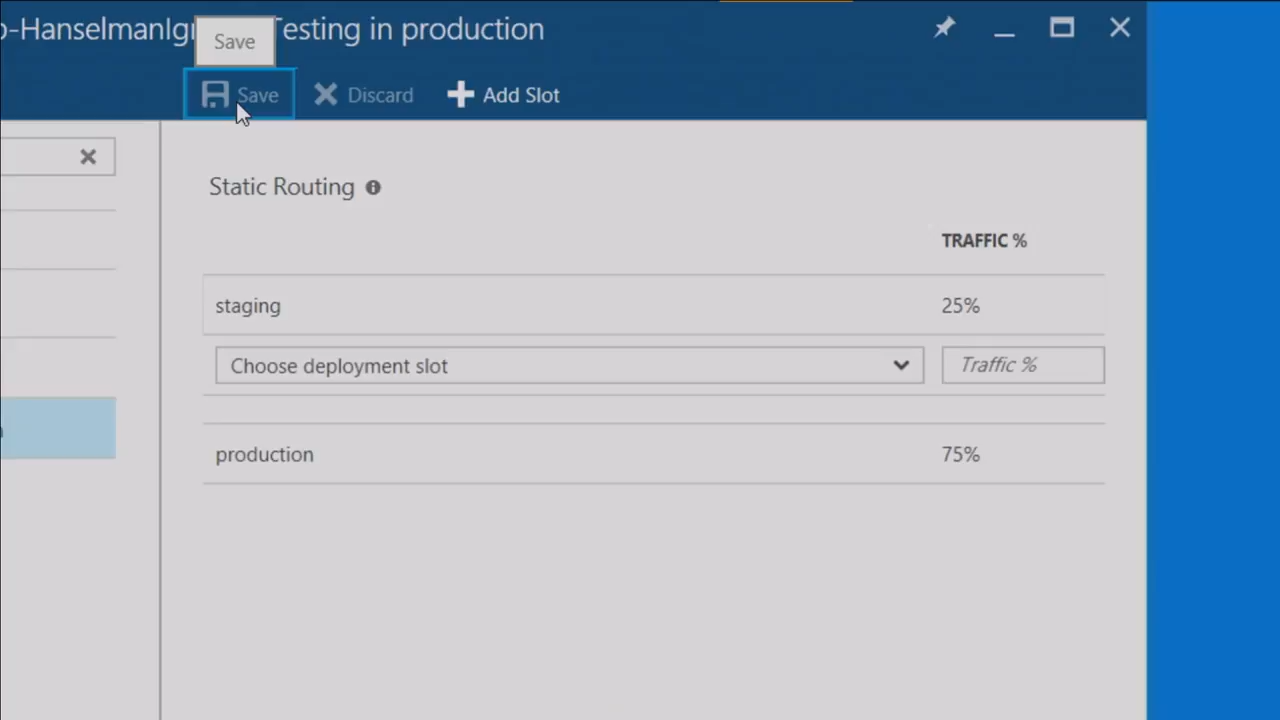 o-HanselmanIg Testing in production
Save
Save Discard Add Slot
Static Routing
TRAFFIC %
staging 25%
Choose deployment slot Traffic %
production 75%